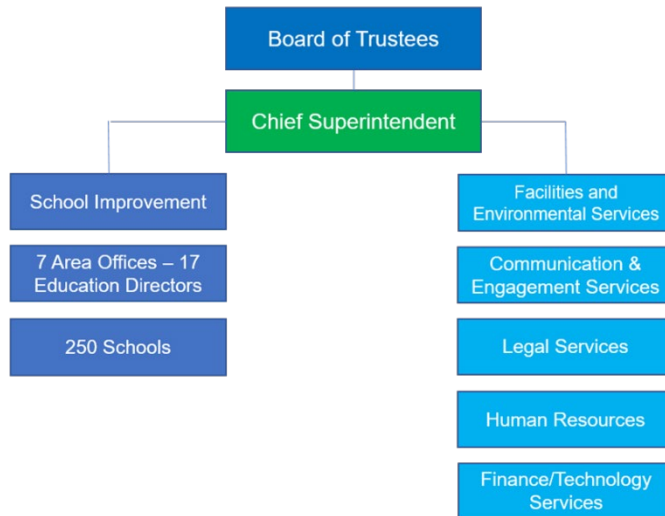 Board of Trustees
Chief Superintendent
School Improvement
7 Area Offices – 17
Education Directors
250 Schools
Facilities and
Environmental Services
Communication &
Engagement Services
Legal Services
Human Resources
Finance/Technology
Services